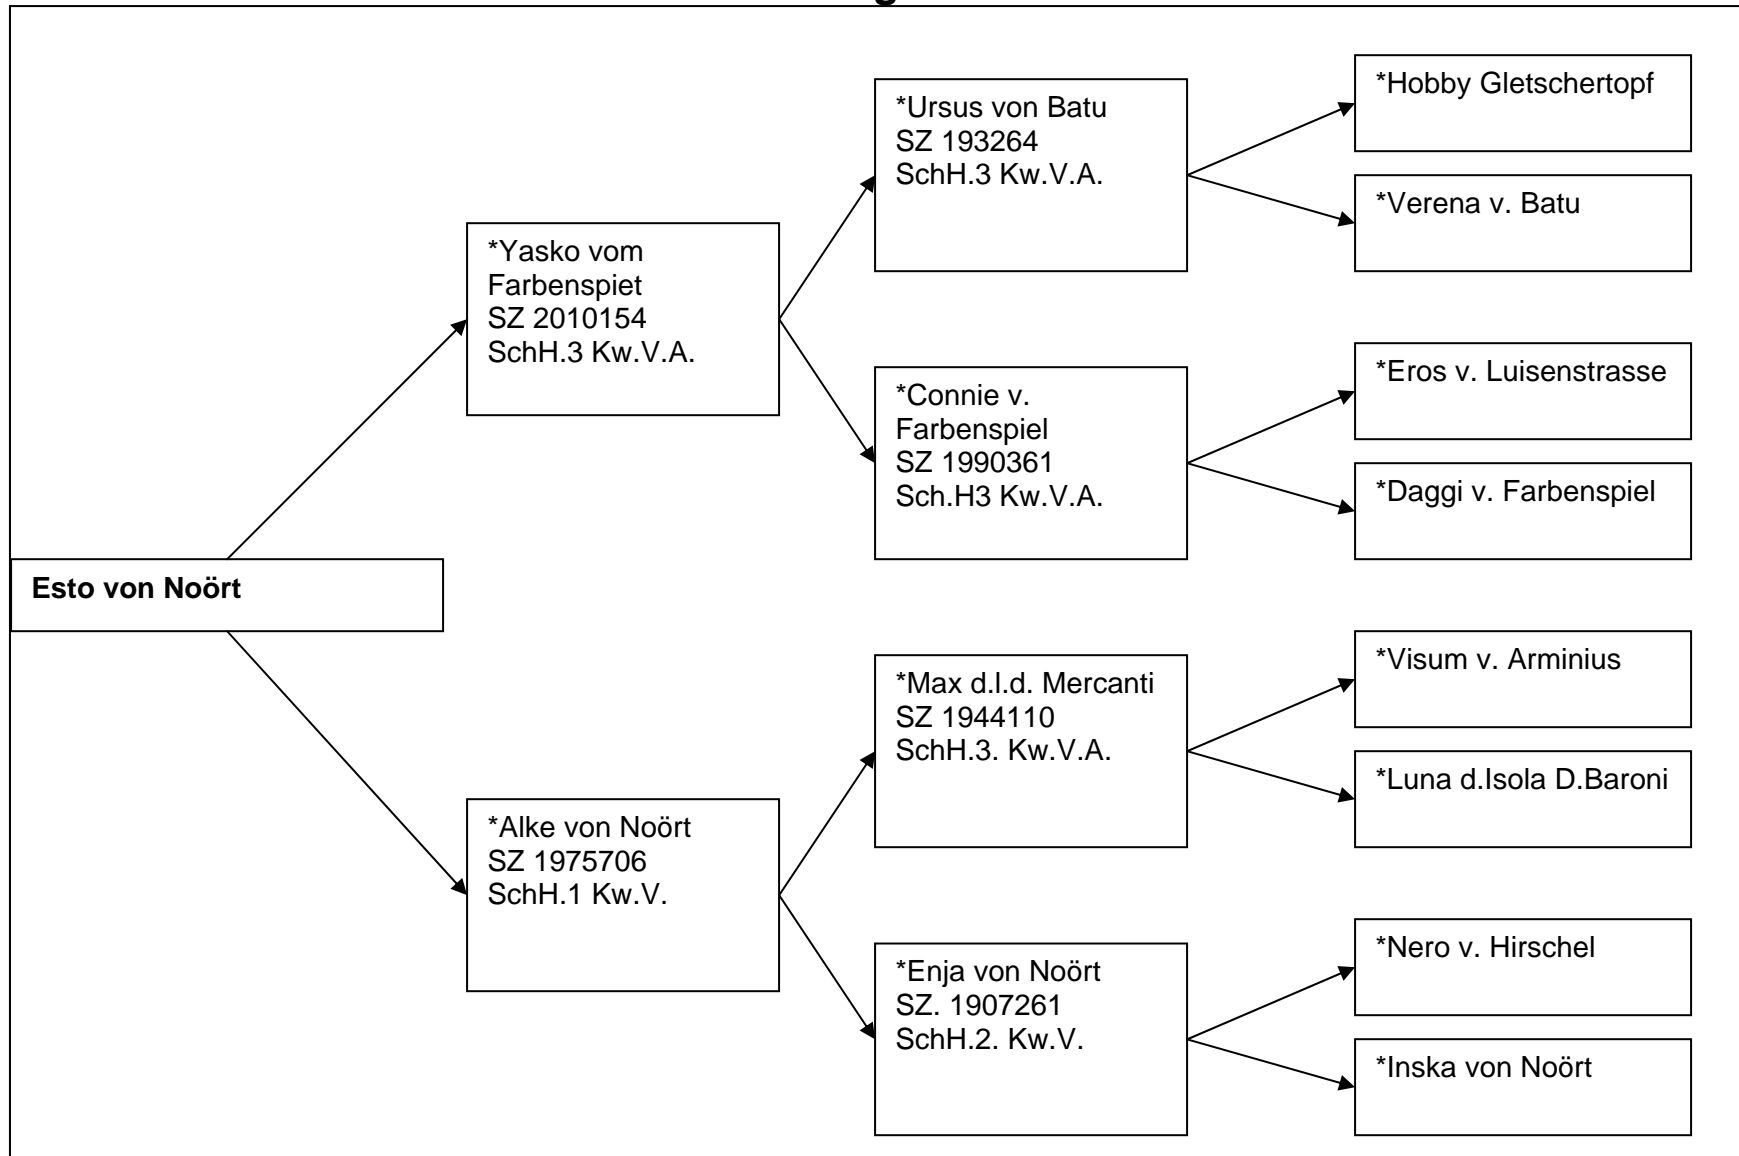 *Hobby Gletschertopf
*Ursus von Batu
SZ 193264
SchH.3 Kw.V.A.
*Verena v. Batu
*Yasko vom
Farbenspiet
SZ 2010154
SchH.3 Kw.V.A.
*Eros v. Luisenstrasse
*Connie v.
Farbenspiel
SZ 1990361
Sch.H3 Kw.V.A.
*Daggi v. Farbenspiel
Esto von Noört
*Visum v. Arminius
*Max d.l.d. Mercanti
SZ 1944110
SchH.3. Kw.V.A.
*Luna d.Isola D.Baroni
*Alke von Noört
SZ 1975706
SchH.1 Kw.V.
*Nero v. Hirschel
*Enja von Noört
SZ. 1907261
SchH.2. Kw.V.
*Inska von Noört